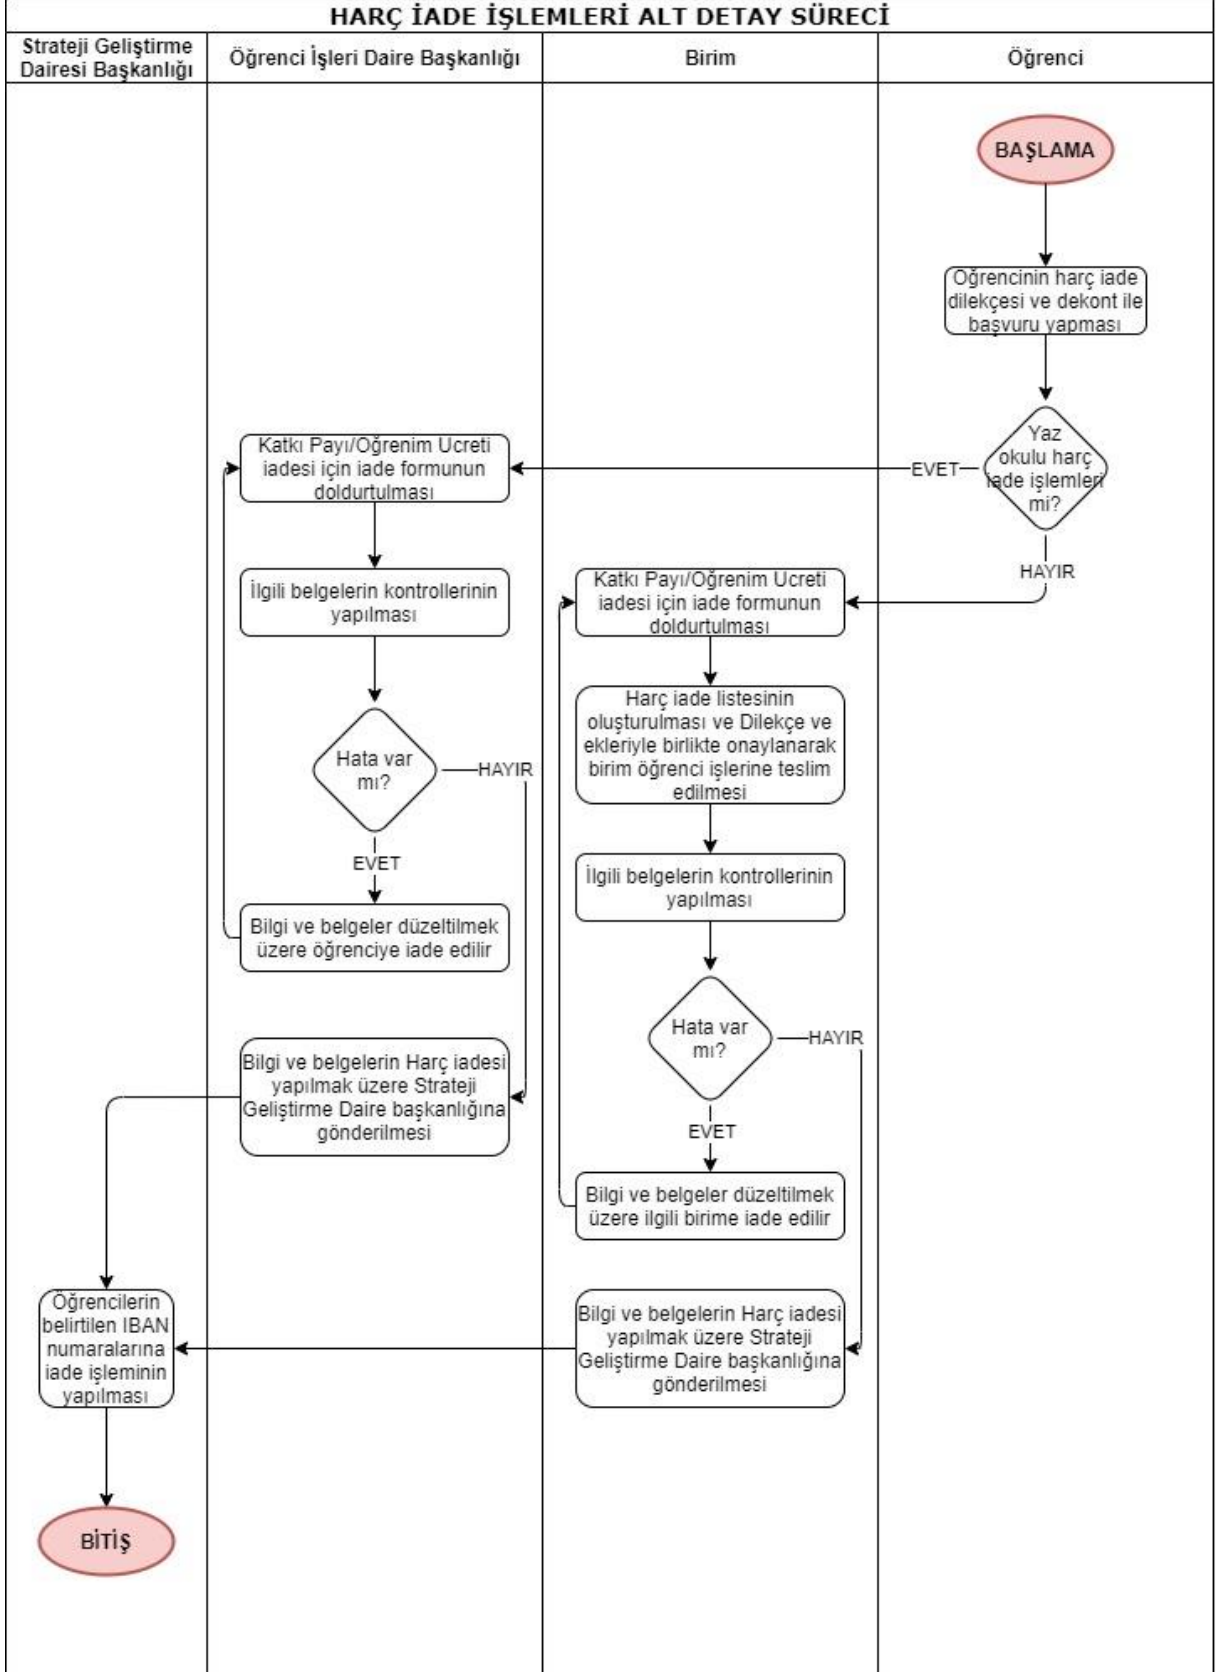 HARÇ İADE İŞLEMLERİ ALT DETAY SÜRECİ
Strateji Geliştirme
Dairesi Başkanlığı
Öğrenci İşleri Daire Başkanlığı
Birim
Öğrenci
BAŞLAMA
Öğrencinin harç iade
dilekçesi ve dekont ile
başvuru yapması
Yaz
okulu harç
iade işlemleri
mi?
EVET
HAYIR
Katkı Payı/Öğrenim Ücreti
iadesi için iade formunun
doldurtulması
İlgili belgelerin kontrollerinin
yapılması
Hata var
mı?
HAYIR
EVET
Bilgi ve belgeler düzeltilmek
üzere öğrenciye iade edilir
Bilgi ve belgelerin Harç iadesi
yapılmak üzere Strateji
Geliştirme Daire başkanlığına
gönderilmesi
Katkı Payı/Öğrenim Ücreti
iadesi için iade formunun
doldurtulması
Harç iade listesinin
oluşturulması ve Dilekçe ve
ekleriyle birlikte onaylanarak
birim öğrenci işlerine teslim
edilmesi
İlgili belgelerin kontrollerinin
yapılması
Hata var
mı?
HAYIR
EVET
Bilgi ve belgeler düzeltilmek
üzere ilgili birime iade edilir
Bilgi ve belgelerin Harç iadesi
yapılmak üzere Strateji
Geliştirme Daire başkanlığına
gönderilmesi
Öğrencilerin
belirtilen IBAN
numaralarına
iade işleminin
yapılması
BİTİŞ